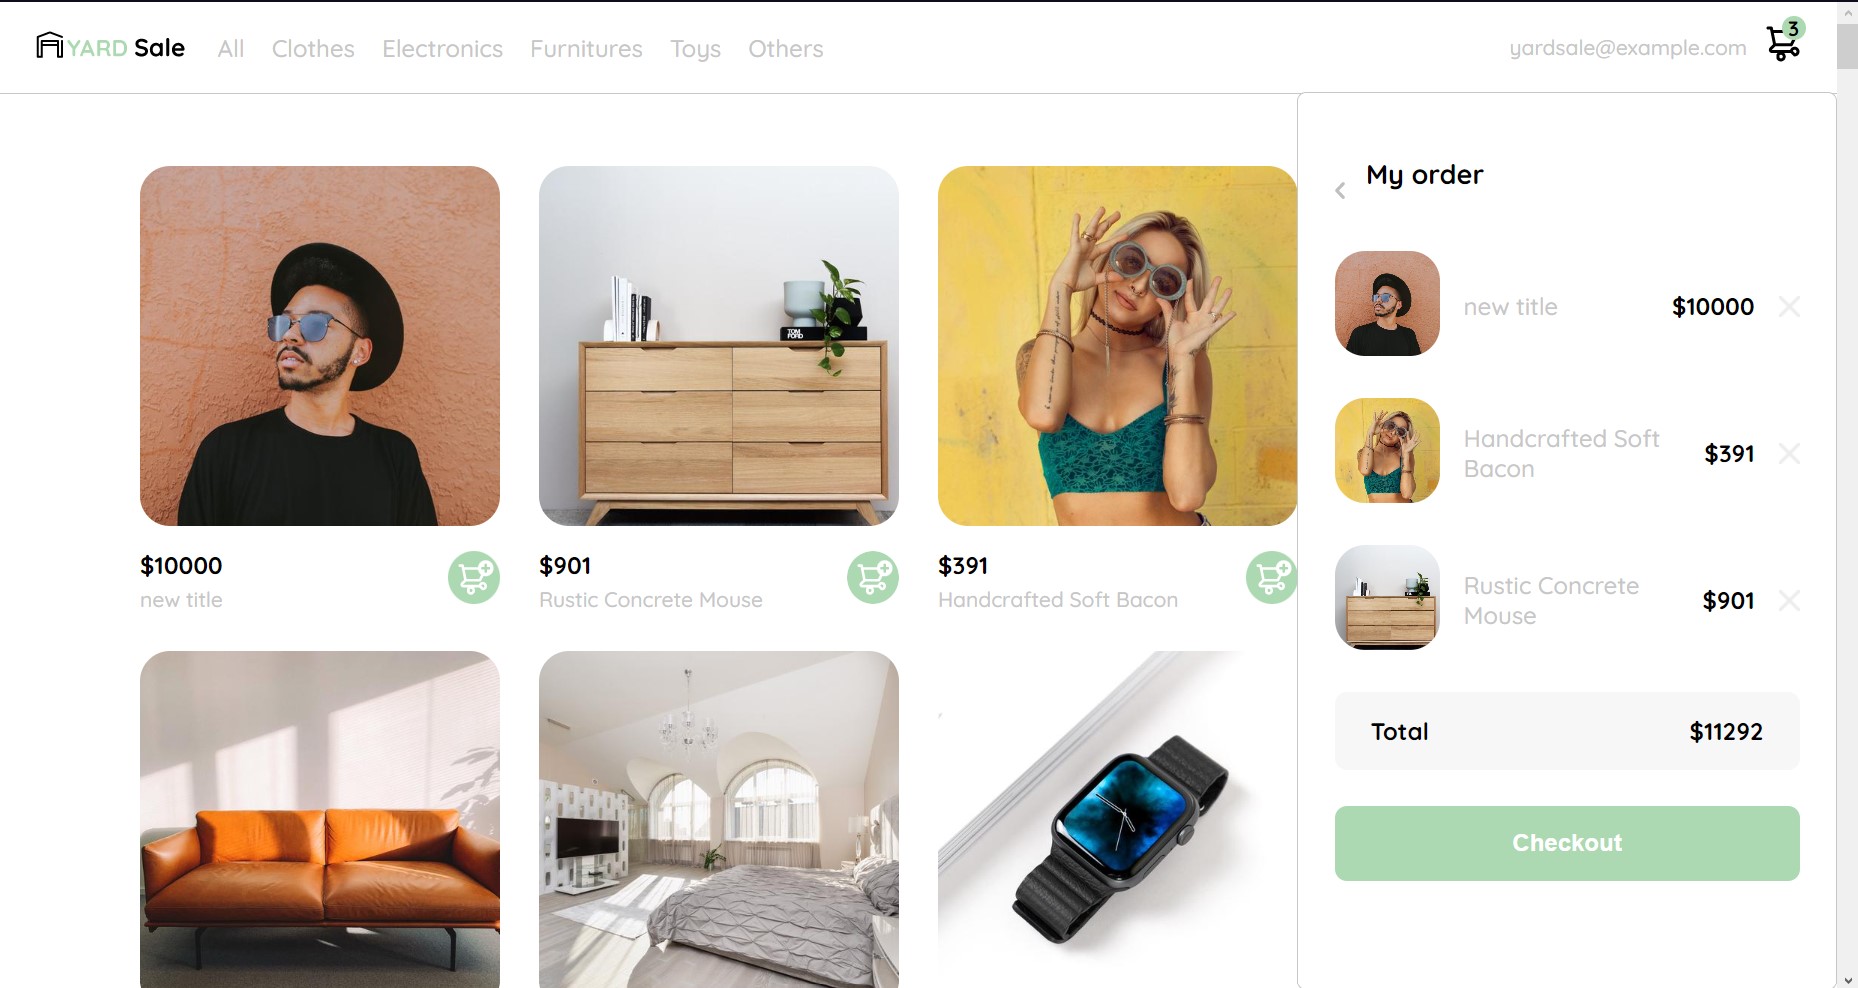 YARD Sale
All Clothes Electronics Furnitures Toys Others
yardsale@example.com
3
My order
new title $10000
Handcrafted Soft
Bacon
$391
Rustic Concrete
Mouse
$901
Total $11292
Checkout
TOM
FORD
$10000
new title
$901
Rustic Concrete Mouse
$391
Handcrafted Soft Bacon